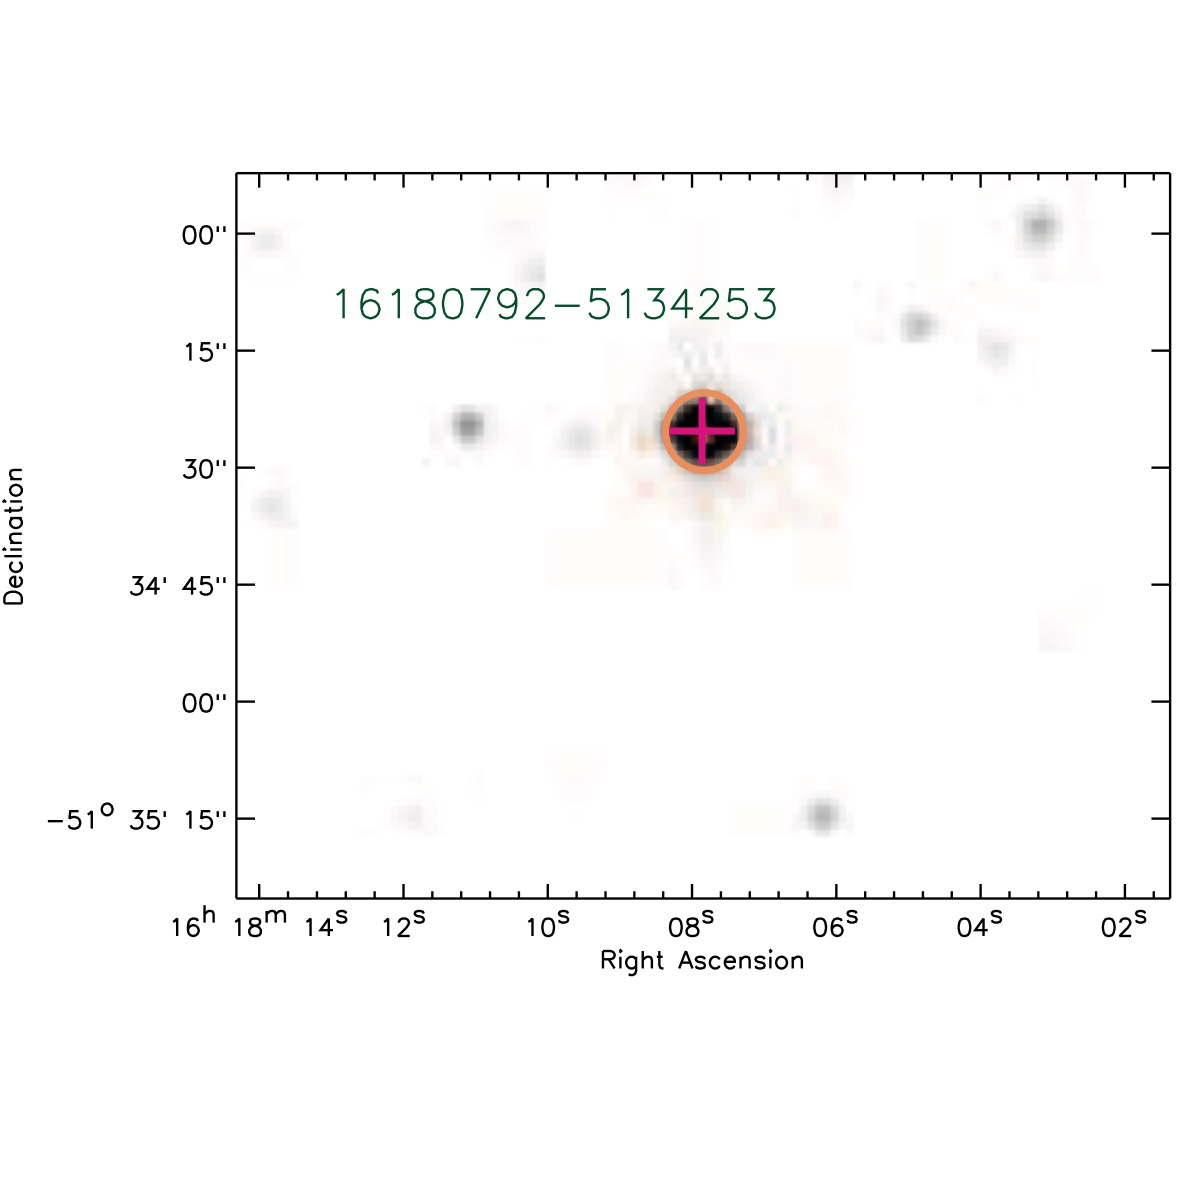 16180792−5134253
00"
15"
30"
34' 45"
00"
−51° 35' 15"
Declination
16h 18m 14s 12s 10s 08s 06s 04s 02s
Right Ascension